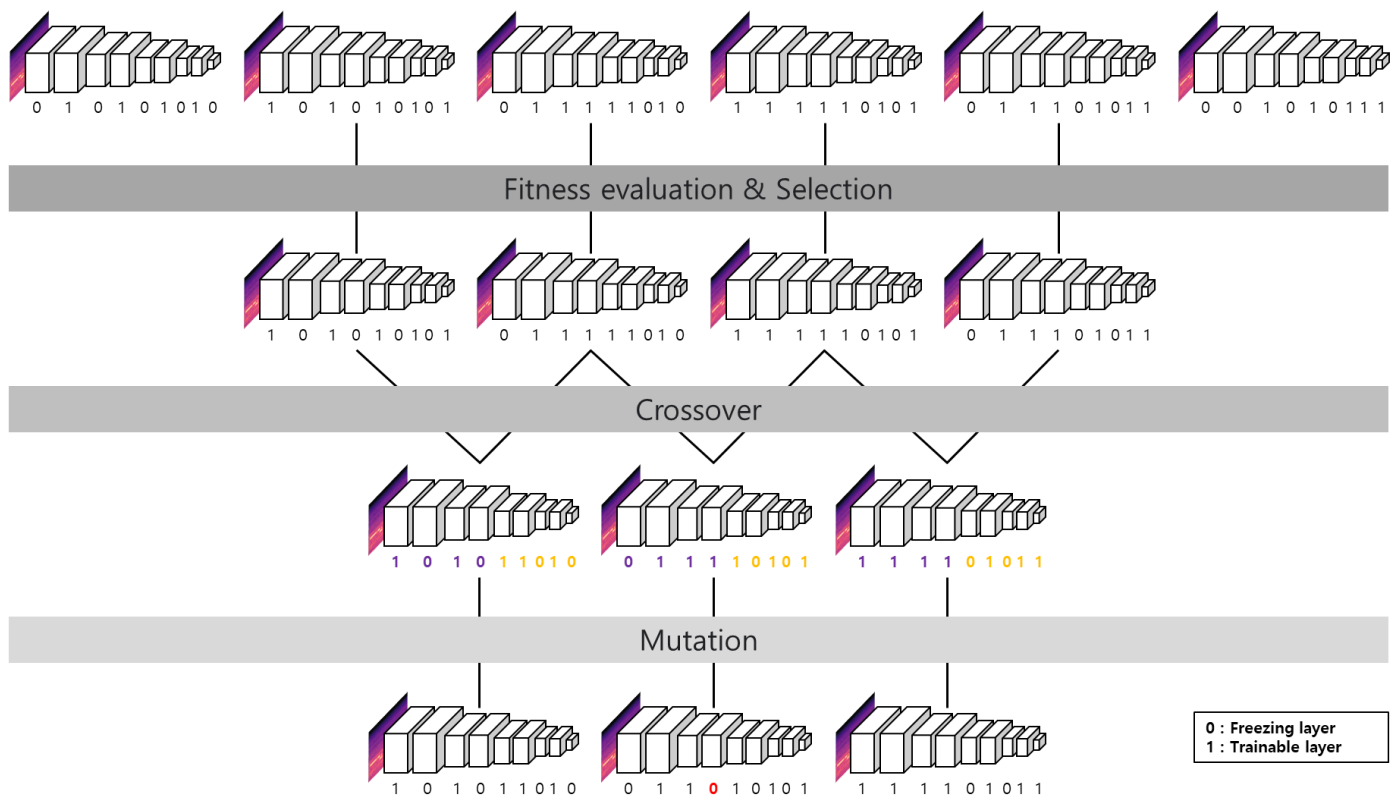 0 1 0 1 0 1 0 1 0 1 0 1 0 1 0 1 0 1 0 1 1 1 1 1 0 1 0 1 1 1 1 1 0 1 0 1 0 1 1 1 0 1 0 1 1 0 0 1 0 1 0 1 1 1
Fitness evaluation & Selection
1 0 1 0 1 0 1 0 1 0 1 1 1 1 1 0 1 0 1 1 1 1 1 0 1 0 1 0 1 1 1 0 1 0 1 1
Crossover
1 0 1 0 1 1 0 1 0 0 1 1 1 1 0 1 0 1 1 1 1 1 0 1 0 1 1
Mutation
0 : Freezing layer
1 : Trainable layer
1 0 1 0 1 1 0 1 0 0 1 1 0 1 0 1 0 1 1 1 1 1 0 1 0 1 1